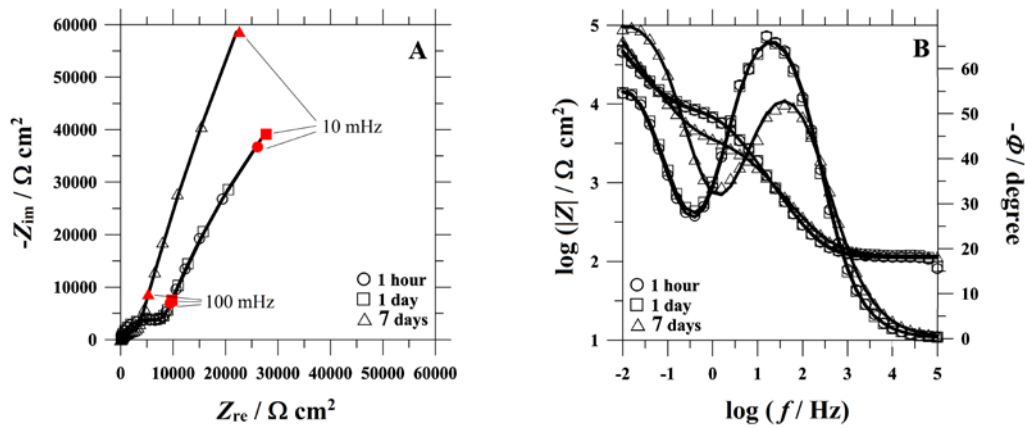 A
-Z_im / Ω cm²
60000
50000
40000
30000
20000
10000
0
10 mHz
100 mHz
1 hour
1 day
7 days
0 10000 20000 30000 40000 50000 60000
Z_re / Ω cm²
B
log (|Z| / Ω cm²)
5
4
3
2
1
-Φ / degree
60
50
40
30
20
10
0
1 hour
1 day
7 days
-2 -1 0 1 2 3 4 5
log (f / Hz)